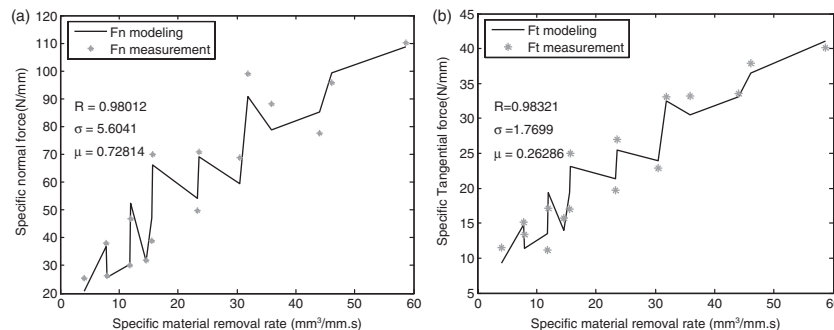 (a)
120
110
100
90
80
70
60
50
40
30
20
Specific normal force(N/mm)
Fn modeling
Fn measurement
R = 0.98012
σ = 5.6041
μ = 0.72814
0 10 20 30 40 50 60
Specific material removal rate (mm³/mm.s)
(b)
45
40
35
30
25
20
15
10
5
0
Specific Tangential force(N/mm)
Ft modeling
Ft measurement
R=0.98321
σ =1.7699
μ = 0.26286
0 10 20 30 40 50 60
Specific material removal rate (mm³/mm.s)